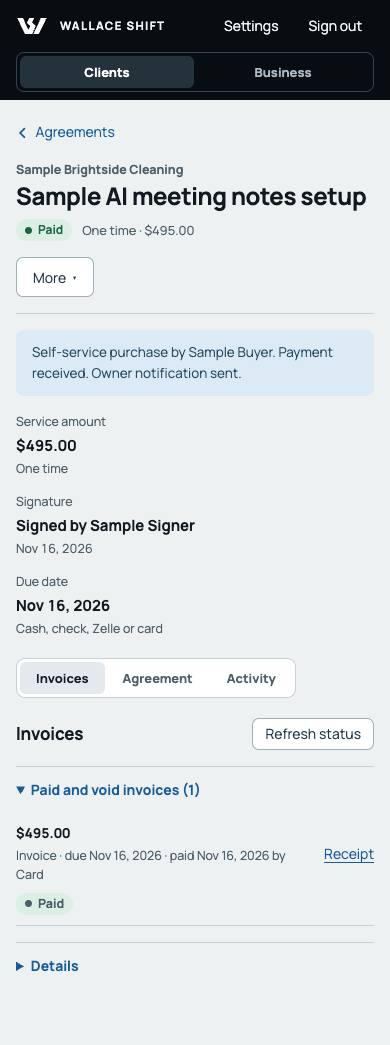 WALLACE SHIFT
Settings
Sign out
Clients
Business
Agreements
Sample Brightside Cleaning
Sample AI meeting notes setup
Paid
One time · $495.00
More
Self-service purchase by Sample Buyer. Payment
received. Owner notification sent.
Service amount
$495.00
One time
Signature
Signed by Sample Signer
Nov 16, 2026
Due date
Nov 16, 2026
Cash, check, Zelle or card
Invoices
Agreement
Activity
Invoices
Refresh status
Paid and void invoices (1)
$495.00
Invoice · due Nov 16, 2026 · paid Nov 16, 2026 by
Card
Receipt
Paid
Details